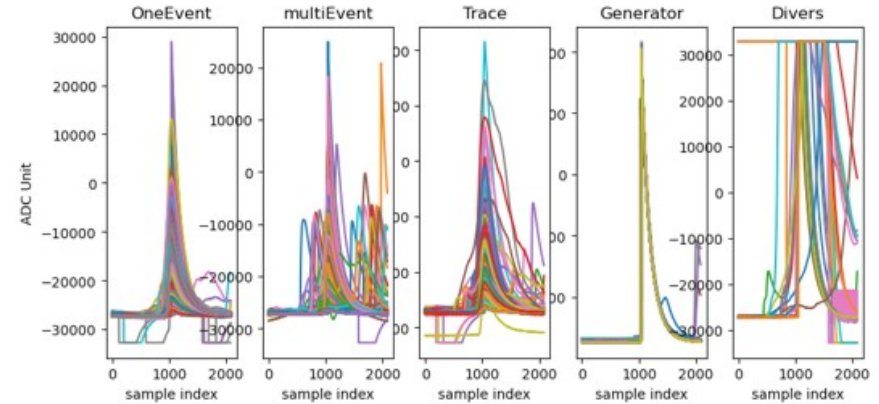 OneEvent
multiEvent
Trace
Generator
Divers
ADC Unit
30000
20000
10000
0
−10000
−20000
−30000
20000
10000
0
−10000
−20000
−30000
0
0
30000
20000
10000
0
−10000
−20000
−30000
0 1000 2000
0 1000 2000
0 1000 2000
0 1000 2000
0 1000 2000
sample index
sample index
sample index
sample index
sample index